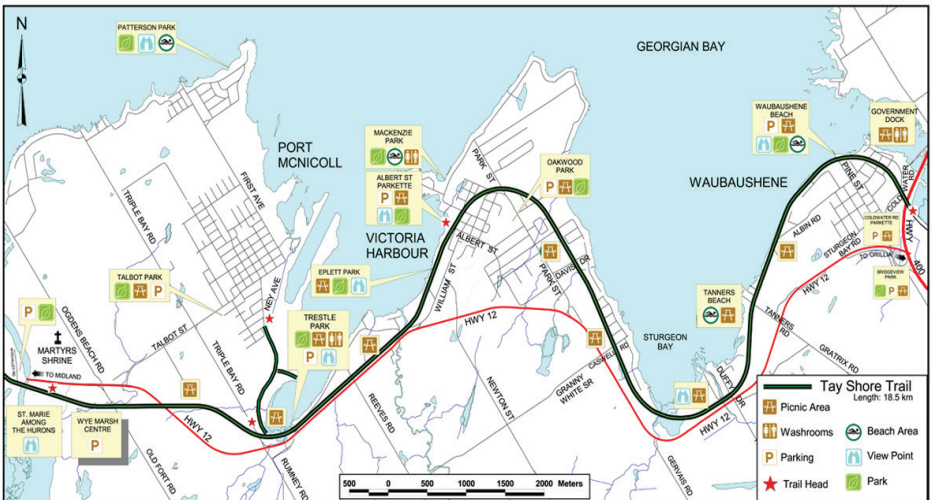 N
PATTERSON PARK
GEORGIAN BAY
PORT
MCNICOLL
MACKENZIE
PARK
ALBERT ST
PARKETTE
P
VICTORIA
HARBOUR
PARK ST
OAKWOOD
PARK
P
WAUBAUSHENE
BEACH
P
GOVERNMENT
DOCK
WAUBAUSHENE
PINE ST
COLDWATER RD
COLDWATER RD
PARKETTE
P
HWY 400
TO ORILLIA
BRIDGEVIEW
PARK
P
ALBIN RD
STURGEON
BAY RD
HWY 12
TANNERS
BEACH
TANNERS
RD
GRATRIX RD
FIRST AVE
TRIPLE BAY RD
TALBOT PARK
P
NEY AVE
EPLETT PARK
TRESTLE
PARK
P
ALBERT ST
WILLIAM ST
HWY 12
PARK ST
DAVIS DR
STURGEON
BAY
CASWELL RD
GRANNY
WHITE SR
DUFFEY DR
HWY 12
P
MARTYRS
SHRINE
OGDENS BEACH RD
TALBOT ST
TRIPLE BAY RD
TO MIDLAND
ST. MARIE
AMONG
THE HURONS
WYE MARSH
CENTRE
P
OLD FORT RD
HWY 12
RUMNEY RD
REEVES RD
NEWTON ST
GERVAIS RD
500 0 500 1000 1500 2000 Meters
Tay Shore Trail
Length: 18.5 km
Picnic Area
Washrooms
Beach Area
P Parking
View Point
Trail Head
Park